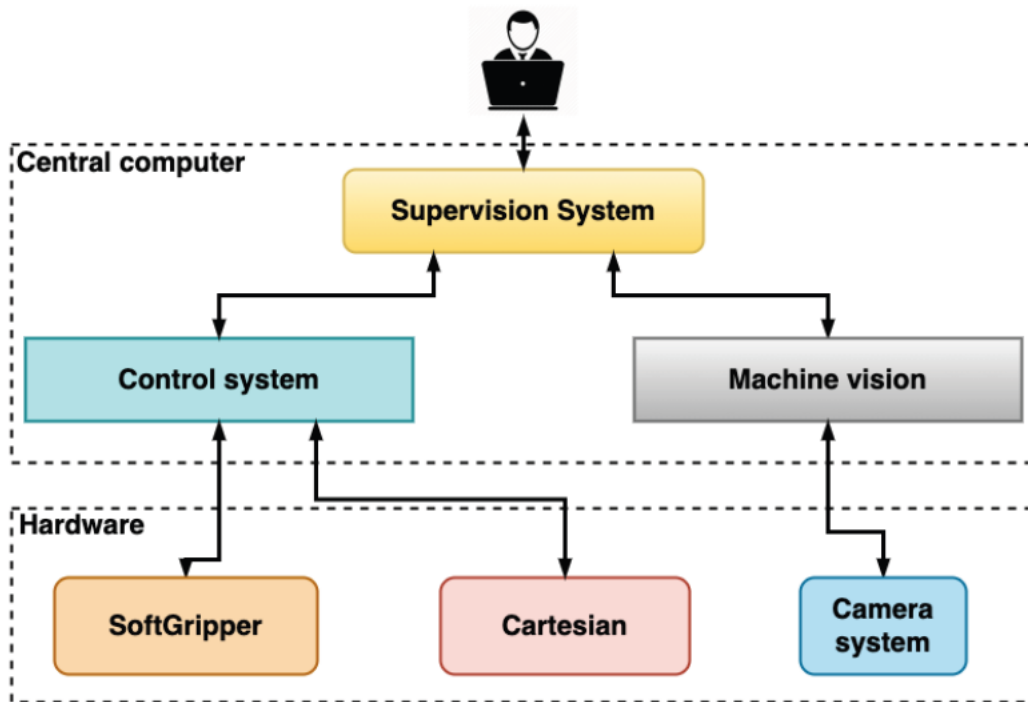 Central computer
Supervision System
Control system
Machine vision
Hardware
SoftGripper
Cartesian
Camera
system